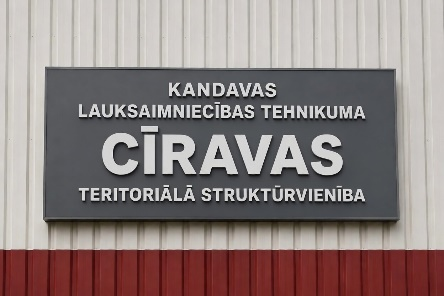 KANDAVAS
LAUKSAIMNIECĪBAS TEHNIKUMA
CĪRAVAS
TERITORIĀLĀ STRUKTŪRVIENĪBA